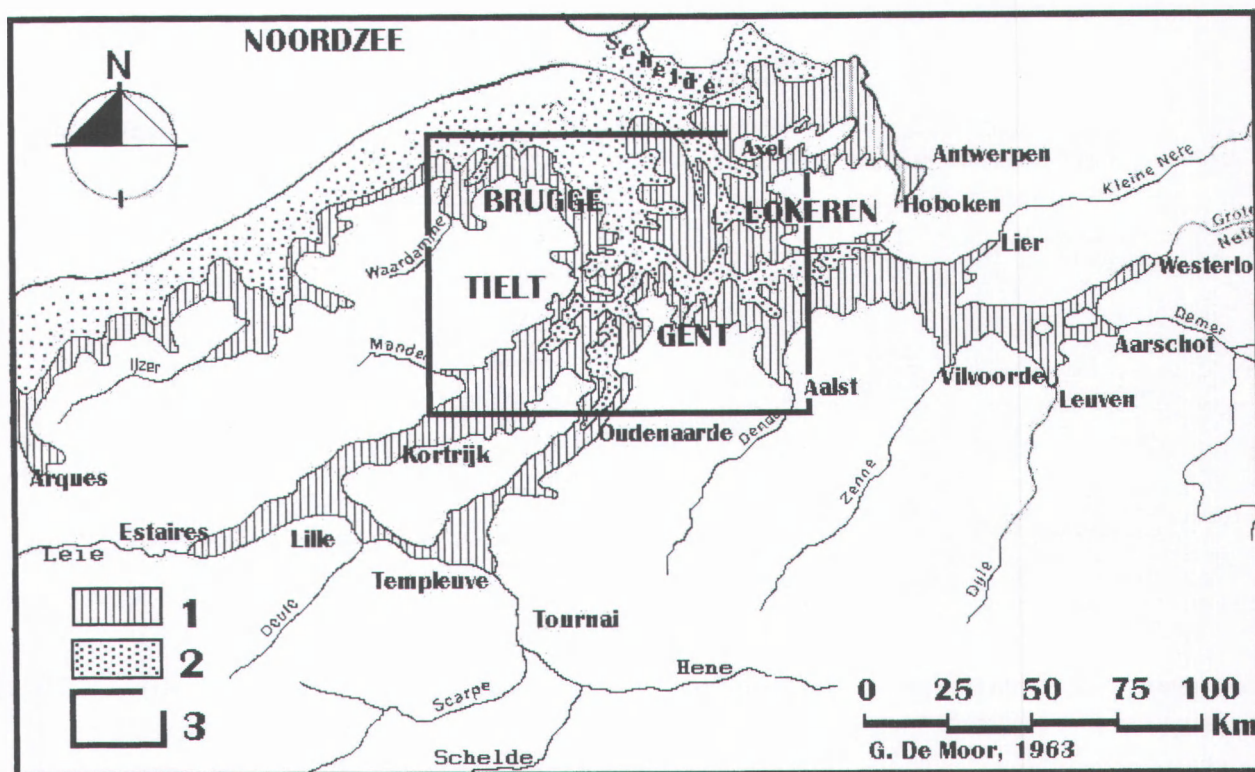 NOORDZEE
Schelde
N
Axel
Antwerpen
Kleine Nete
BRUGGE
LOKEREN
Hoboken
Lier
Grote
Nete
Waardamme
Westerlo
TIELT
GENT
Mandel
Demer
IJzer
Aarschot
Vilvoorde
Aalst
Leuven
Oudenaarde
Dender
Kortrijk
Arques
Zenne
Estaires
Lille
Leie
Templeuve
Dijle
1
Deule
Tournai
2
Hene
Scarpe
3
0 25 50 75 100
Km
G. De Moor, 1963
Schelde